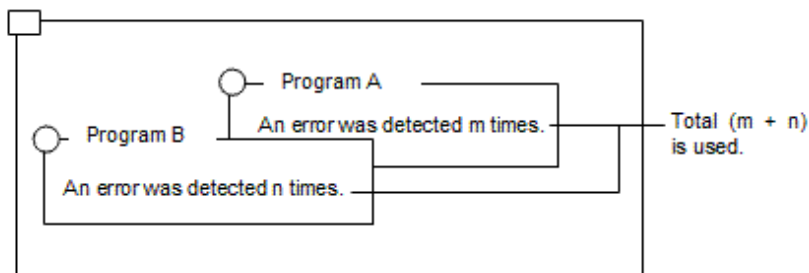 Program A
An error was detected m times.
Program B
An error was detected n times.
Total (m + n)
is used.